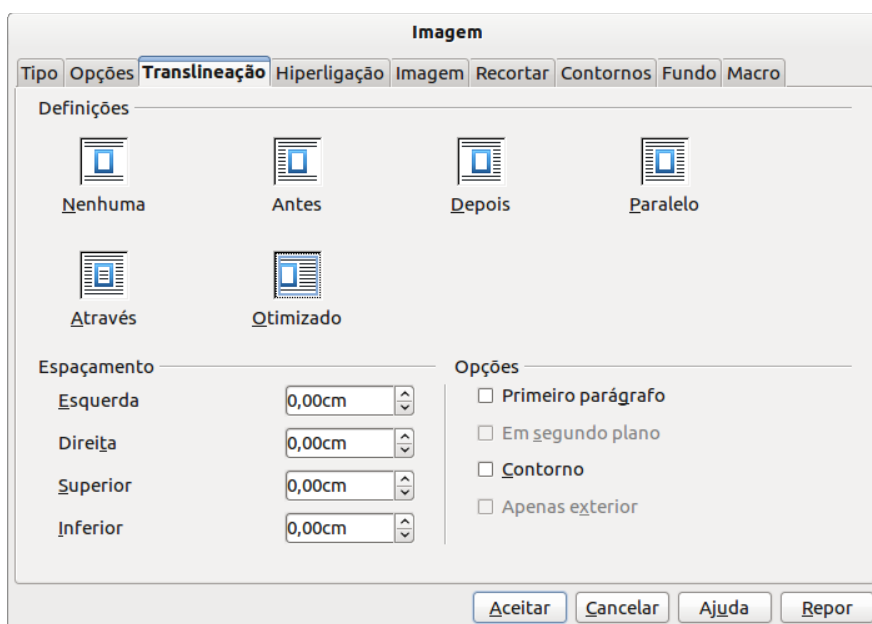 Imagem
Tipo Opções Translineação Hiperligação Imagem Recortar Contornos Fundo Macro
Definições
Nenhuma Antes Depois Paralelo
Através Otimizado
Espaçamento Opções
Esquerda 0,00cm Primeiro parágrafo
Direita 0,00cm Em segundo plano
Superior 0,00cm Contorno
Inferior 0,00cm Apenas exterior
Aceitar Cancelar Ajuda Repor